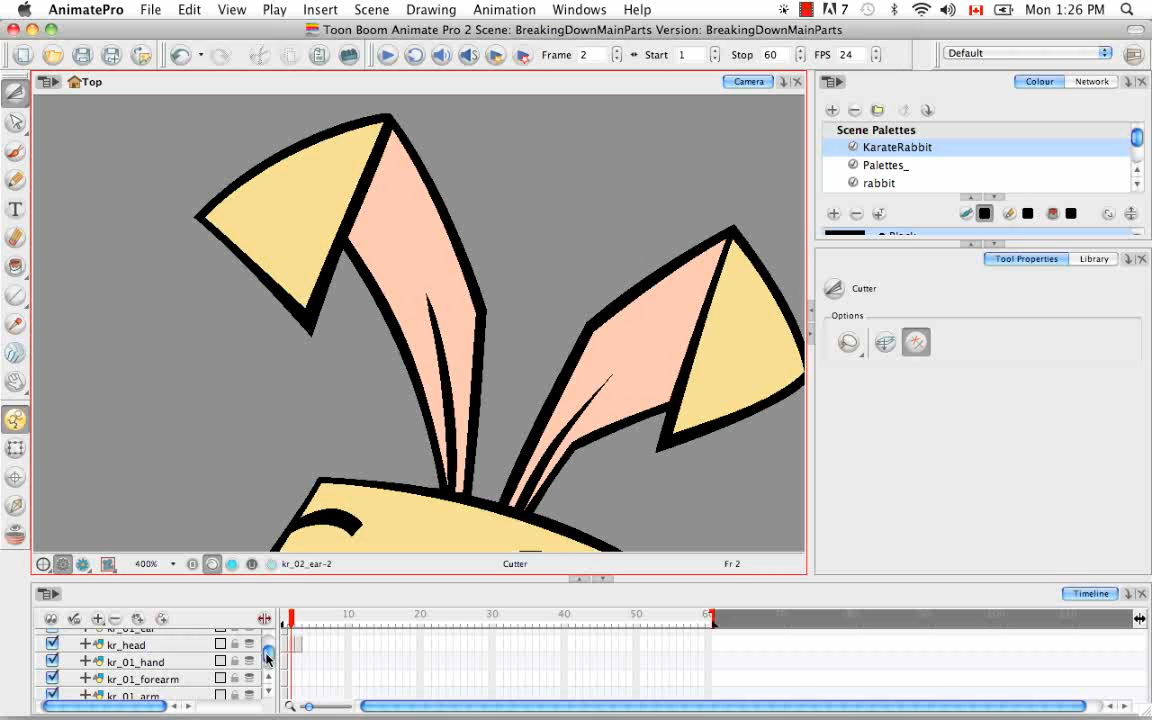 AnimatePro File Edit View Play Insert Scene Drawing Animation Windows Help 7 Mon 1:26 PM
Toon Boom Animate Pro 2 Scene: BreakingDownMainParts Version: BreakingDownMainParts
Frame 2 Start 1 Stop 60 FPS 24 Default
Top Camera Colour Network
Scene Palettes
KarateRabbit
Palettes_
rabbit
Black
Tool Properties Library
Cutter
Options
400% kr_02_ear-2 Cutter Fr 2
Timeline
10 20 30 40 50
kr_01_ear
kr_head
kr_01_hand
kr_01_forearm
kr_01_arm